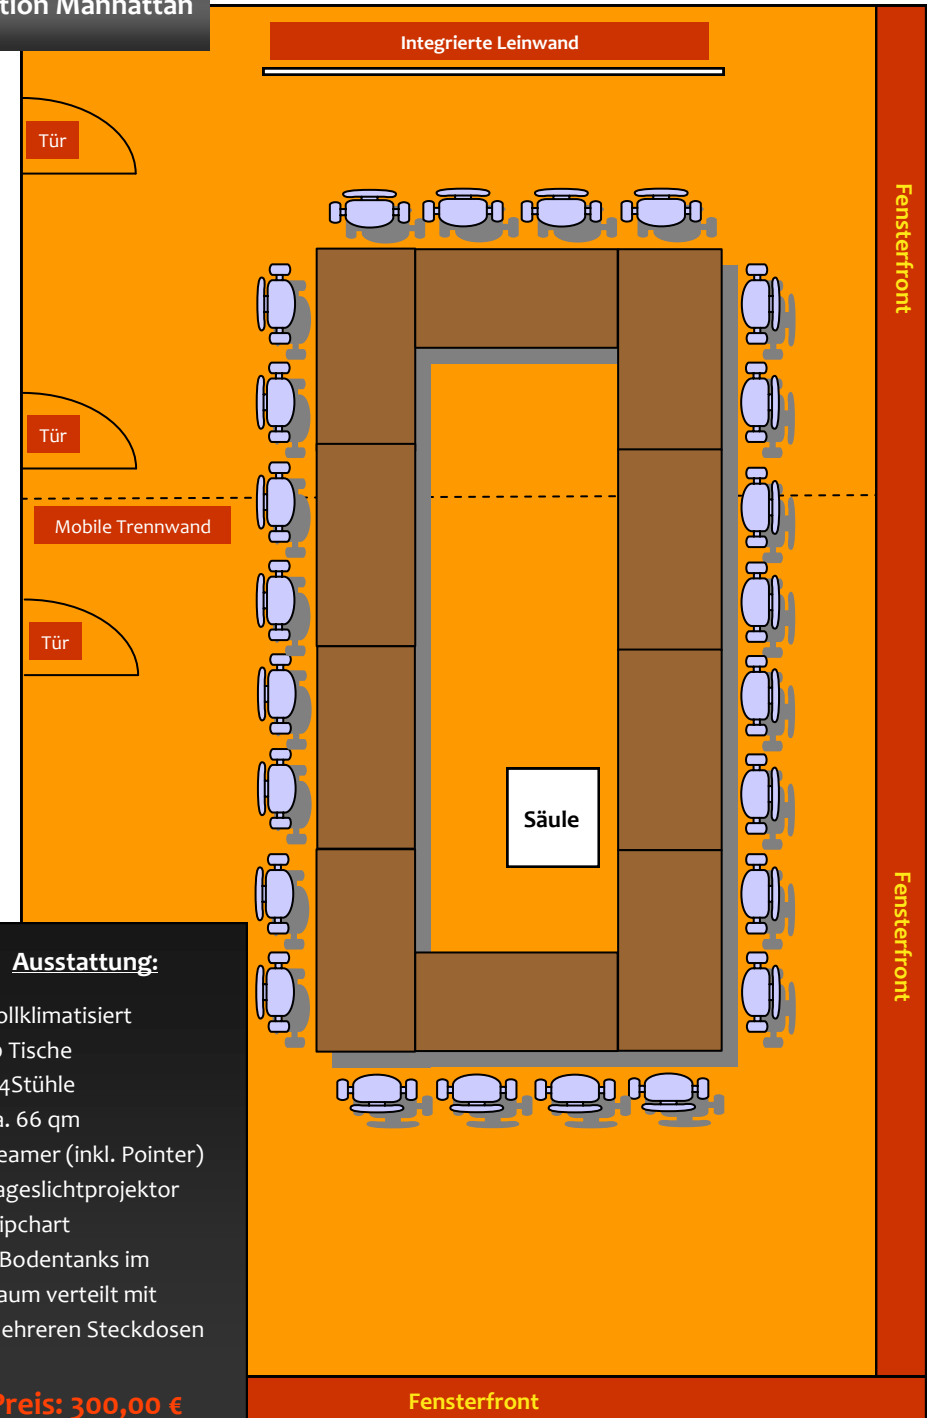 tion Manhattan
Integrierte Leinwand
Tür
Fensterfront
Tür
Mobile Trennwand
Tür
Säule
Fensterfront
Ausstattung:
ollklimatisiert
Tische
4Stühle
a. 66 qm
eamer (inkl. Pointer)
ageslichtprojektor
ipchart
Bodentanks im
aum verteilt mit
ehreren Steckdosen
Preis: 300,00 €
Fensterfront